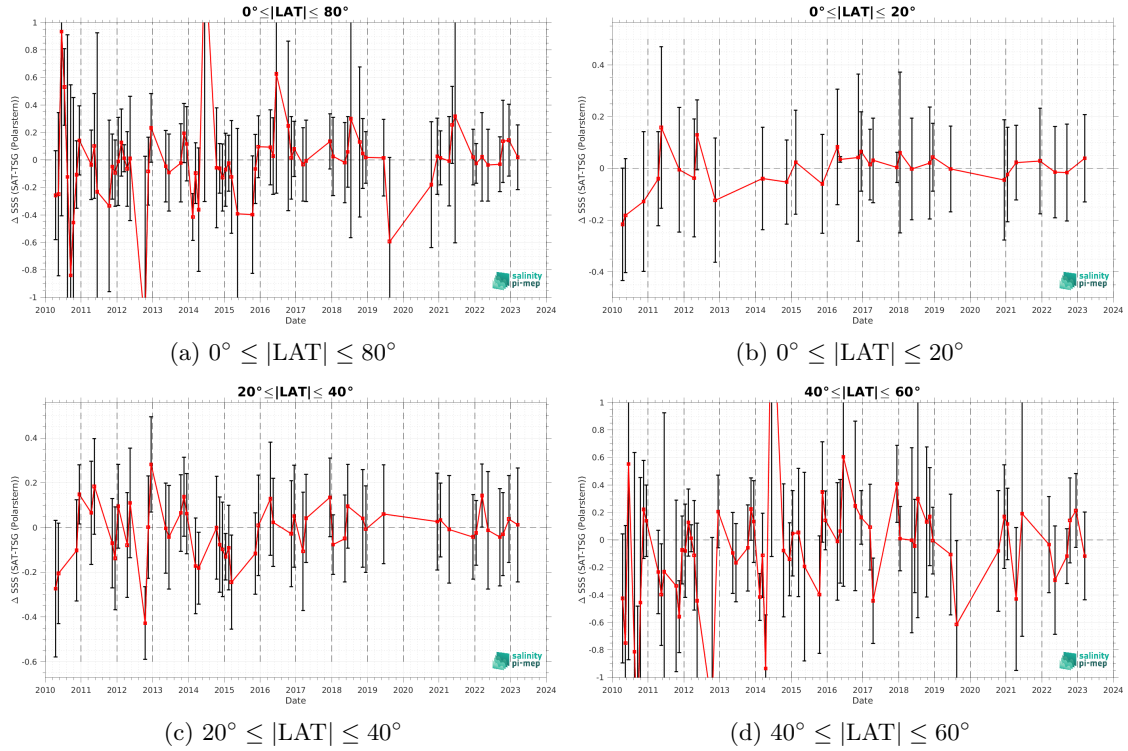 0°≤|LAT|≤ 80°
1
0.8
0.6
0.4
0.2
0
-0.2
-0.4
-0.6
-0.8
-1
Δ SSS (SAT-TSG (Polarstern))
2010 2011 2012 2013 2014 2015 2016 2017 2018 2019 2020 2021 2022 2023 2024
Date
salinity
pi-mep
(a) 0° ≤ |LAT| ≤ 80°
0°≤|LAT|≤ 20°
0.4
0.2
0
-0.2
-0.4
Δ SSS (SAT-TSG (Polarstern))
2010 2011 2012 2013 2014 2015 2016 2017 2018 2019 2020 2021 2022 2023 2024
Date
salinity
pi-mep
(b) 0° ≤ |LAT| ≤ 20°
20°≤|LAT|≤ 40°
0.4
0.2
0
-0.2
-0.4
-0.6
Δ SSS (SAT-TSG (Polarstern))
2010 2011 2012 2013 2014 2015 2016 2017 2018 2019 2020 2021 2022 2023 2024
Date
salinity
pi-mep
(c) 20° ≤ |LAT| ≤ 40°
40°≤|LAT|≤ 60°
1
0.8
0.6
0.4
0.2
0
-0.2
-0.4
-0.6
-0.8
-1
Δ SSS (SAT-TSG (Polarstern))
2010 2011 2012 2013 2014 2015 2016 2017 2018 2019 2020 2021 2022 2023 2024
Date
salinity
pi-mep
(d) 40° ≤ |LAT| ≤ 60°